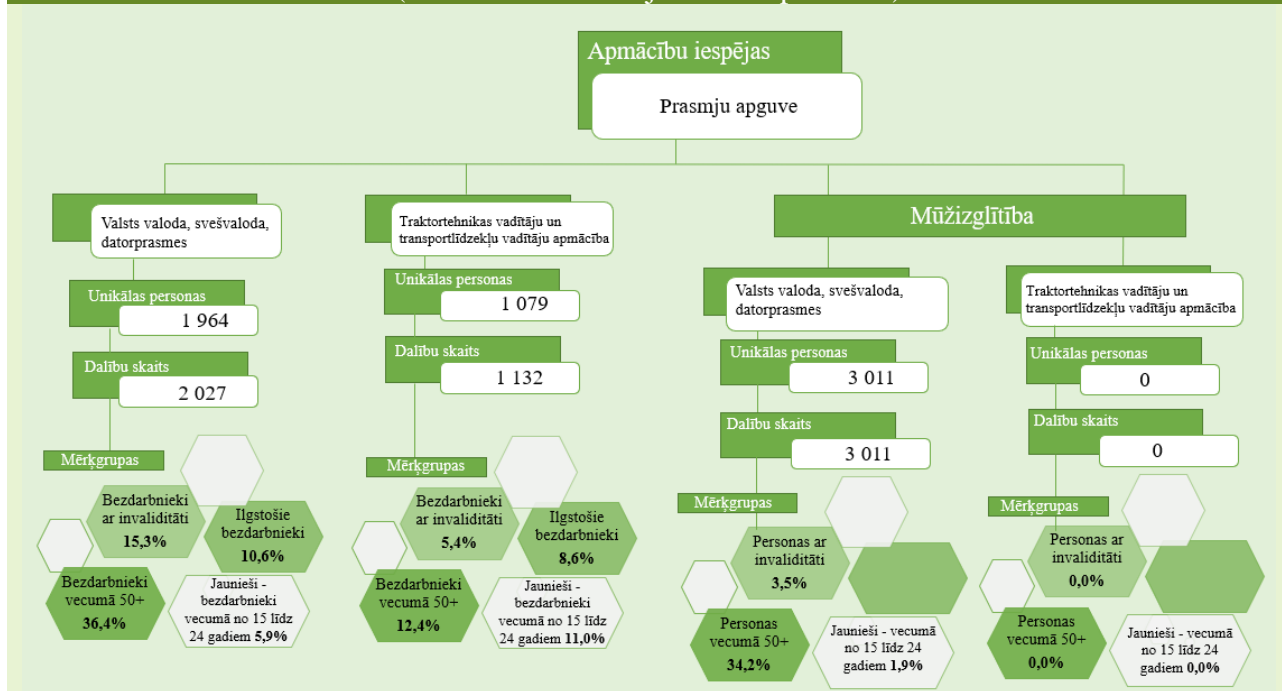 Apmācību iespējas
Prasmju apguve
Valsts valoda, svešvaloda,
datorprasmes
Unikālas personas
1 964
Dalību skaits
2 027
Mērķgrupas
Bezdarbnieki
ar invaliditāti
15,3%
Ilgstošie
bezdarbnieki
10,6%
Bezdarbnieki
vecumā 50+
36,4%
Jaunieši -
bezdarbnieki
vecumā no 15 līdz
24 gadiem 5,9%
Traktortehnikas vadītāju un
transportlīdzekļu vadītāju apmācība
Unikālas personas
1 079
Dalību skaits
1 132
Mērķgrupas
Bezdarbnieki
ar invaliditāti
5,4%
Ilgstošie
bezdarbnieki
8,6%
Bezdarbnieki
vecumā 50+
12,4%
Jaunieši -
bezdarbnieki
vecumā no 15 līdz
24 gadiem 11,0%
Mūžizglītība
Valsts valoda, svešvaloda,
datorprasmes
Unikālas personas
3 011
Dalību skaits
3 011
Mērķgrupas
Personas ar
invaliditāti
3,5%
Personas
vecumā 50+
34,2%
Jaunieši - vecumā
no 15 līdz 24
gadiem 1,9%
Traktortehnikas vadītāju un
transportlīdzekļu vadītāju apmācība
Unikālas personas
0
Dalību skaits
0
Mērķgrupas
Personas ar
invaliditāti
0,0%
Personas
vecumā 50+
0,0%
Jaunieši - vecumā
no 15 līdz 24
gadiem 0,0%